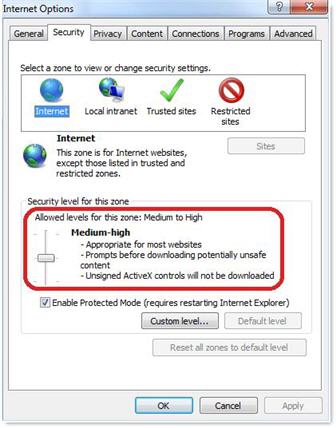 Internet Options
General Security Privacy Content Connections Programs Advanced
Select a zone to view or change security settings.
Internet Local intranet Trusted sites Restricted sites
Internet
Sites
This zone is for Internet websites,
except those listed in trusted and
restricted zones.
Security level for this zone
Allowed levels for this zone: Medium to High
Medium-high
- Appropriate for most websites
- Prompts before downloading potentially unsafe
content
- Unsigned ActiveX controls will not be downloaded
Enable Protected Mode (requires restarting Internet Explorer)
Custom level... Default level
Reset all zones to default level
OK Cancel Apply